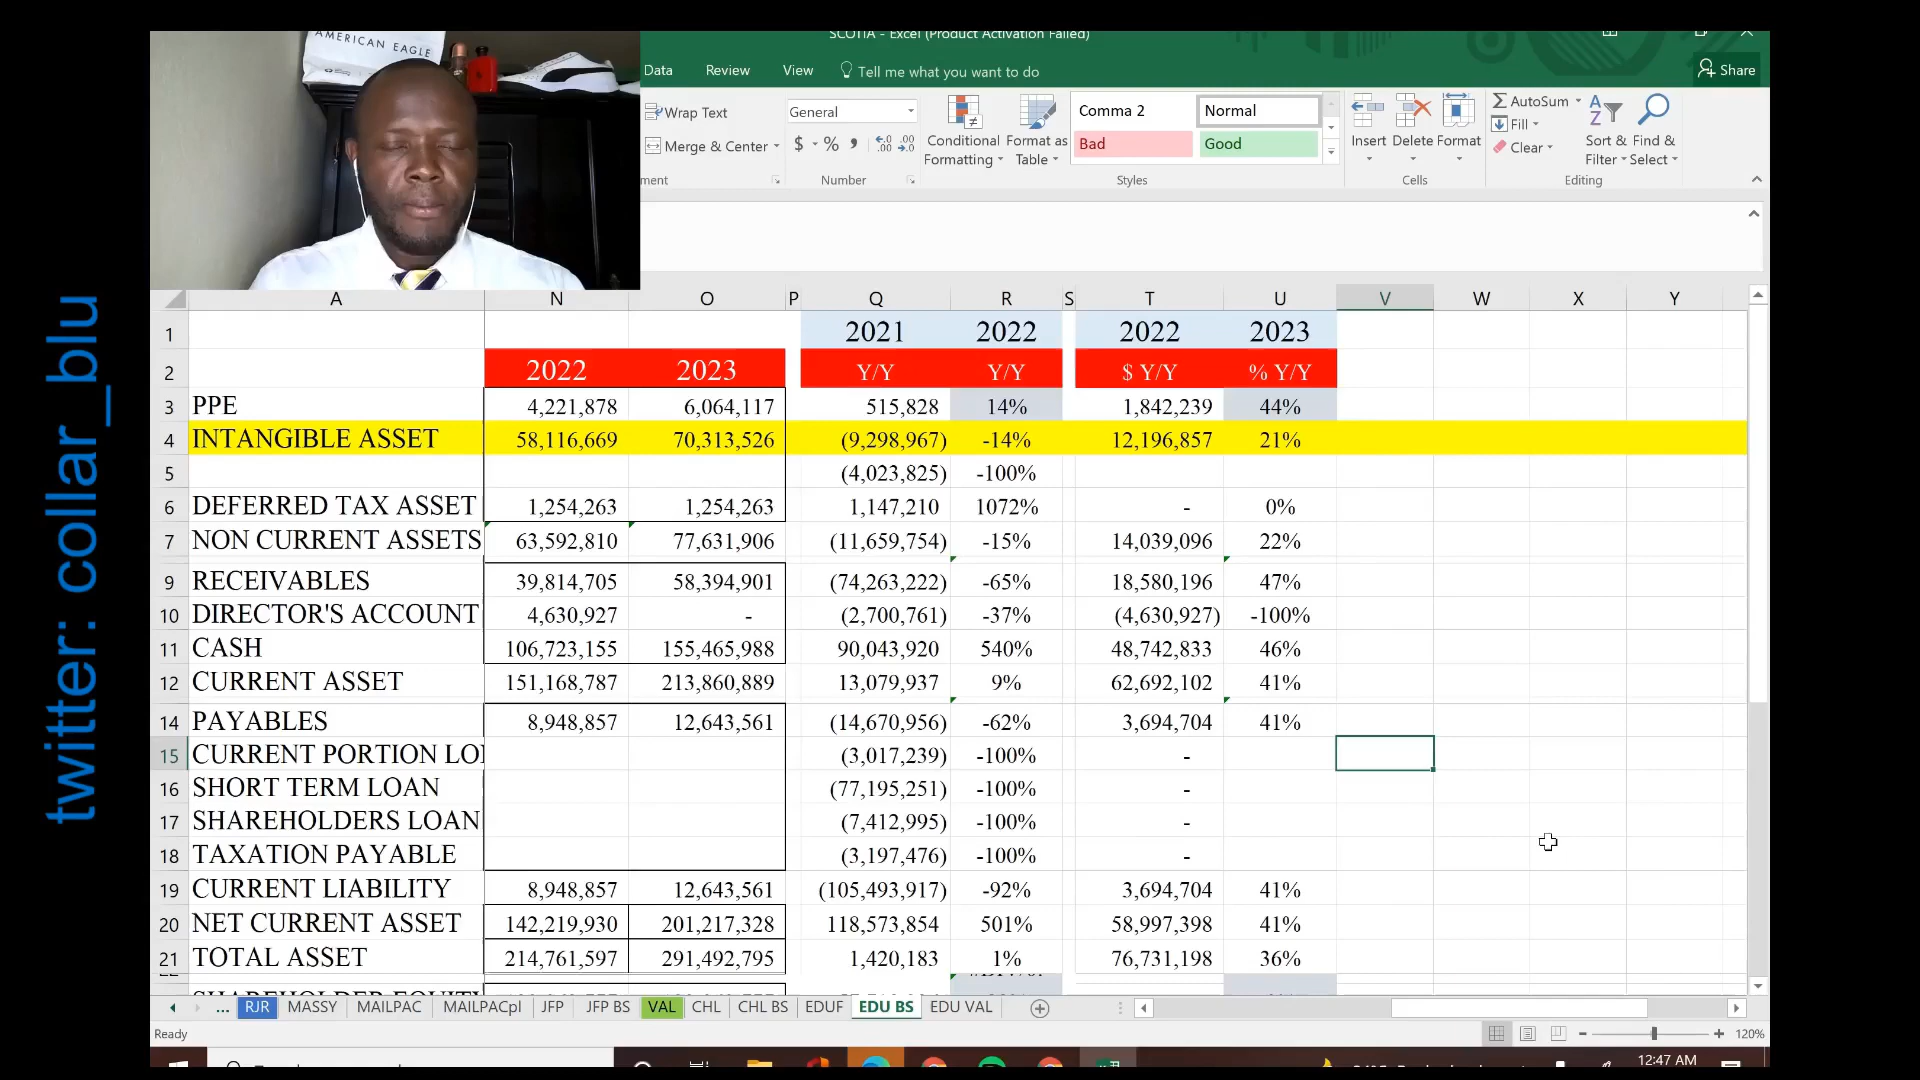 twitter: collar_blu
AMERICAN EAGLE
SCOTIA - Excel (Product Activation Failed)
Data Review View Tell me what you want to do Share
Wrap Text
Merge & Center
General
$ % ,
Number
Conditional Formatting
Format as Table
Comma 2 Normal
Bad Good
Styles
Insert Delete Format
Cells
AutoSum
Fill
Clear
Sort & Filter
Find & Select
Editing
A N O P Q R S T U V W X Y
1 2021 2022 2022 2023
2 2022 2023 Y/Y Y/Y $ Y/Y % Y/Y
3 PPE 4,221,878 6,064,117 515,828 14% 1,842,239 44%
4 INTANGIBLE ASSET 58,116,669 70,313,526 (9,298,967) -14% 12,196,857 21%
5 (4,023,825) -100%
6 DEFERRED TAX ASSET 1,254,263 1,254,263 1,147,210 1072% - 0%
7 NON CURRENT ASSETS 63,592,810 77,631,906 (11,659,754) -15% 14,039,096 22%
9 RECEIVABLES 39,814,705 58,394,901 (74,263,222) -65% 18,580,196 47%
10 DIRECTOR'S ACCOUNT 4,630,927 - (2,700,761) -37% (4,630,927) -100%
11 CASH 106,723,155 155,465,988 90,043,920 540% 48,742,833 46%
12 CURRENT ASSET 151,168,787 213,860,889 13,079,937 9% 62,692,102 41%
14 PAYABLES 8,948,857 12,643,561 (14,670,956) -62% 3,694,704 41%
15 CURRENT PORTION LO (3,017,239) -100% -
16 SHORT TERM LOAN (77,195,251) -100% -
17 SHAREHOLDERS LOAN (7,412,995) -100% -
18 TAXATION PAYABLE (3,197,476) -100% -
19 CURRENT LIABILITY 8,948,857 12,643,561 (105,493,917) -92% 3,694,704 41%
20 NET CURRENT ASSET 142,219,930 201,217,328 118,573,854 501% 58,997,398 41%
21 TOTAL ASSET 214,761,597 291,492,795 1,420,183 1% 76,731,198 36%
... RJR MASSY MAILPAC MAILPACpl JFP JFP BS VAL CHL CHL BS EDUF EDU BS EDU VAL
Ready 120%
12:47 AM